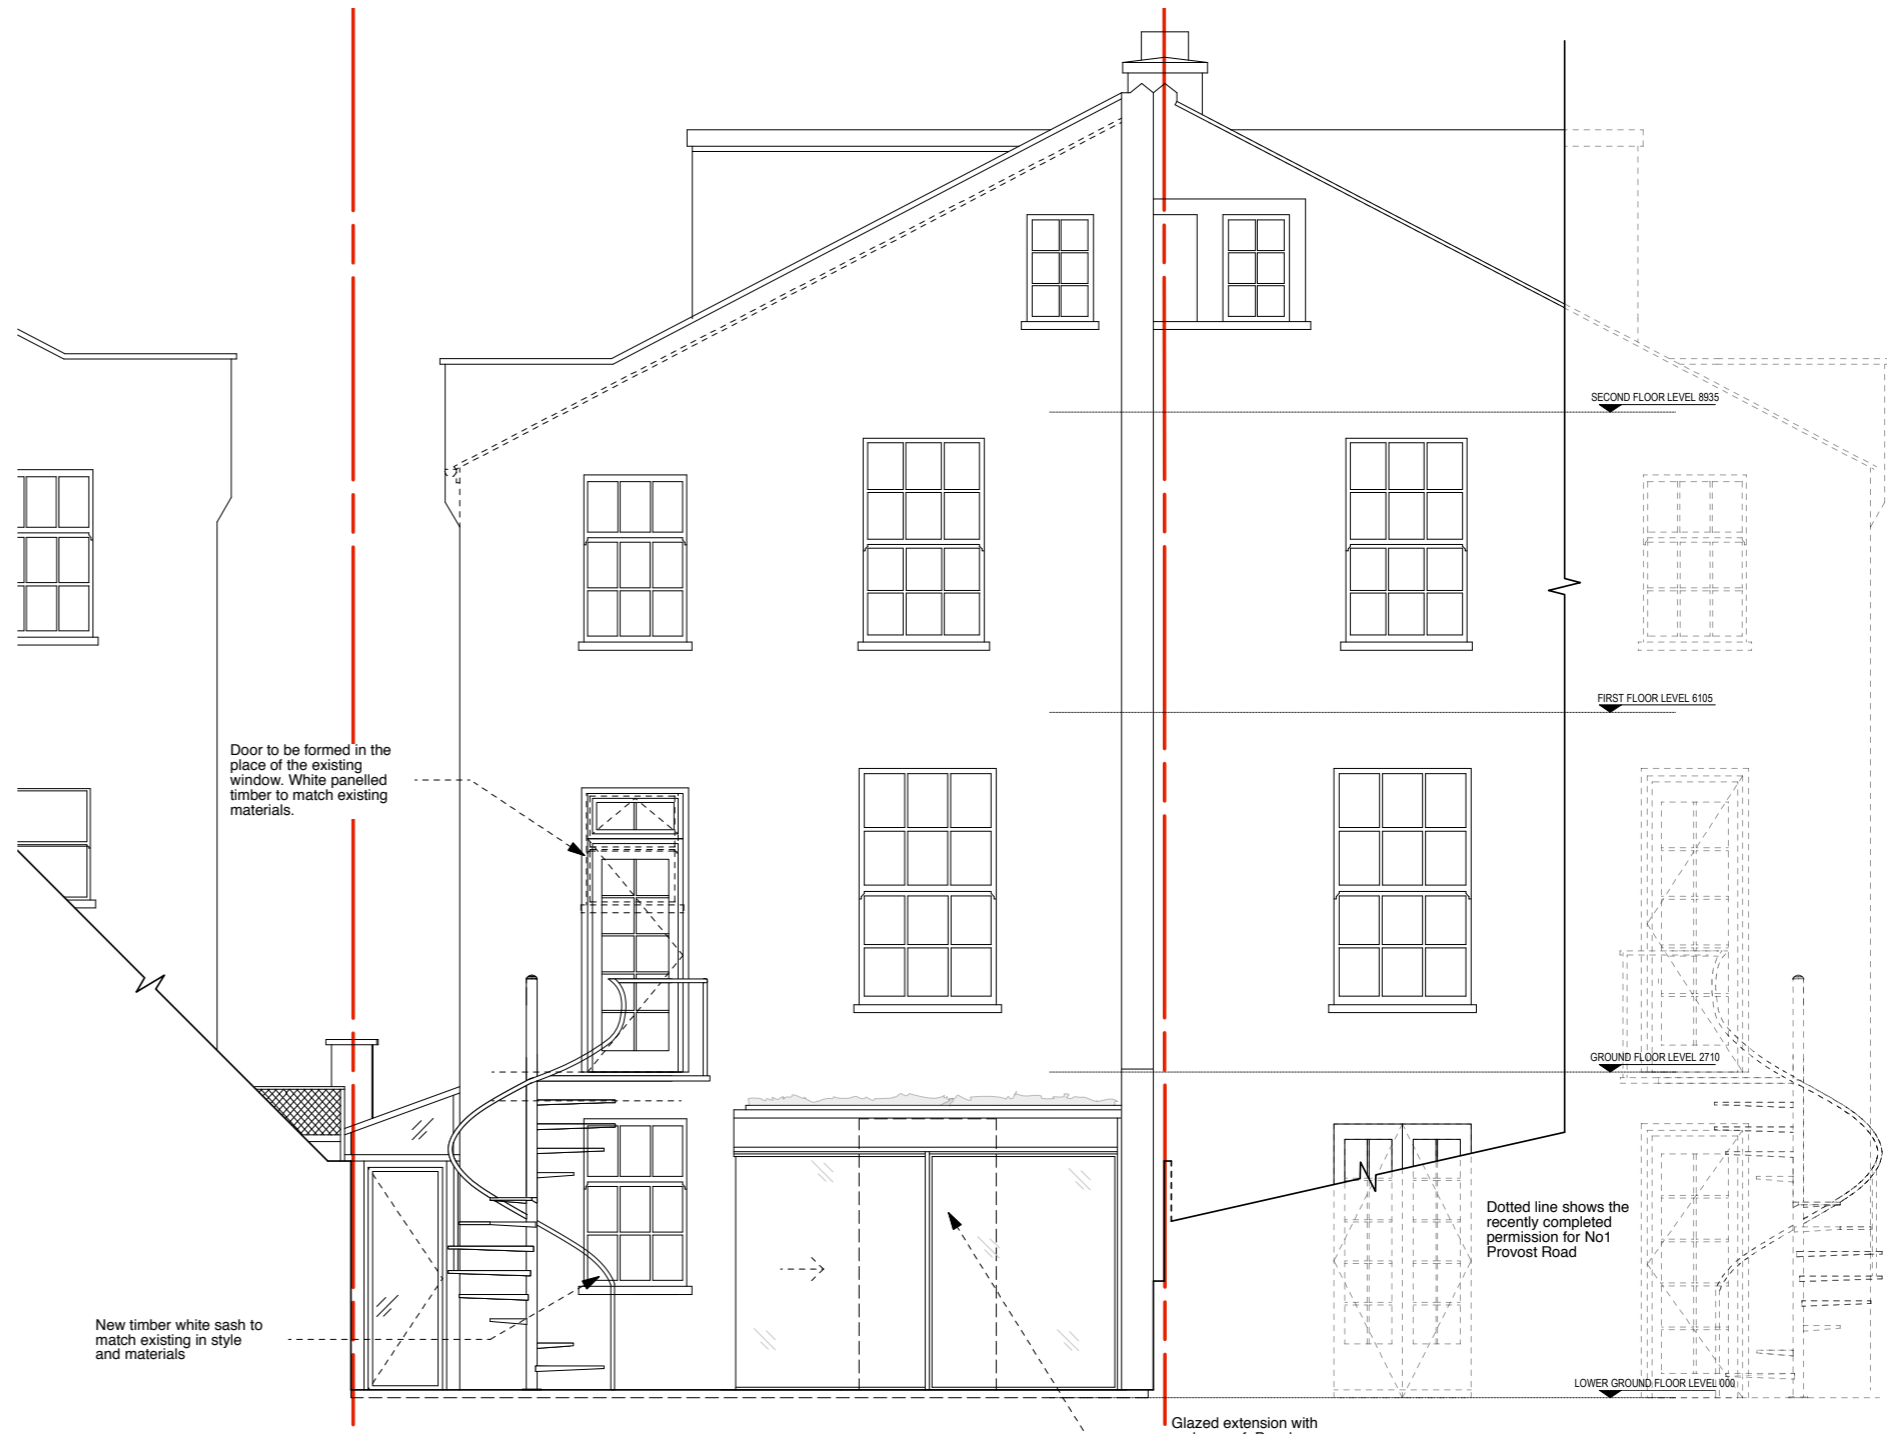 SECOND FLOOR LEVEL 8935
FIRST FLOOR LEVEL 6105
Door to be formed in the
place of the existing
window. White panelled
timber to match existing
materials.
GROUND FLOOR LEVEL 2710
Dotted line shows the
recently completed
permission for No1
Provost Road
New timber white sash to
match existing in style
and materials
LOWER GROUND FLOOR LEVEL 000
Glazed extension with